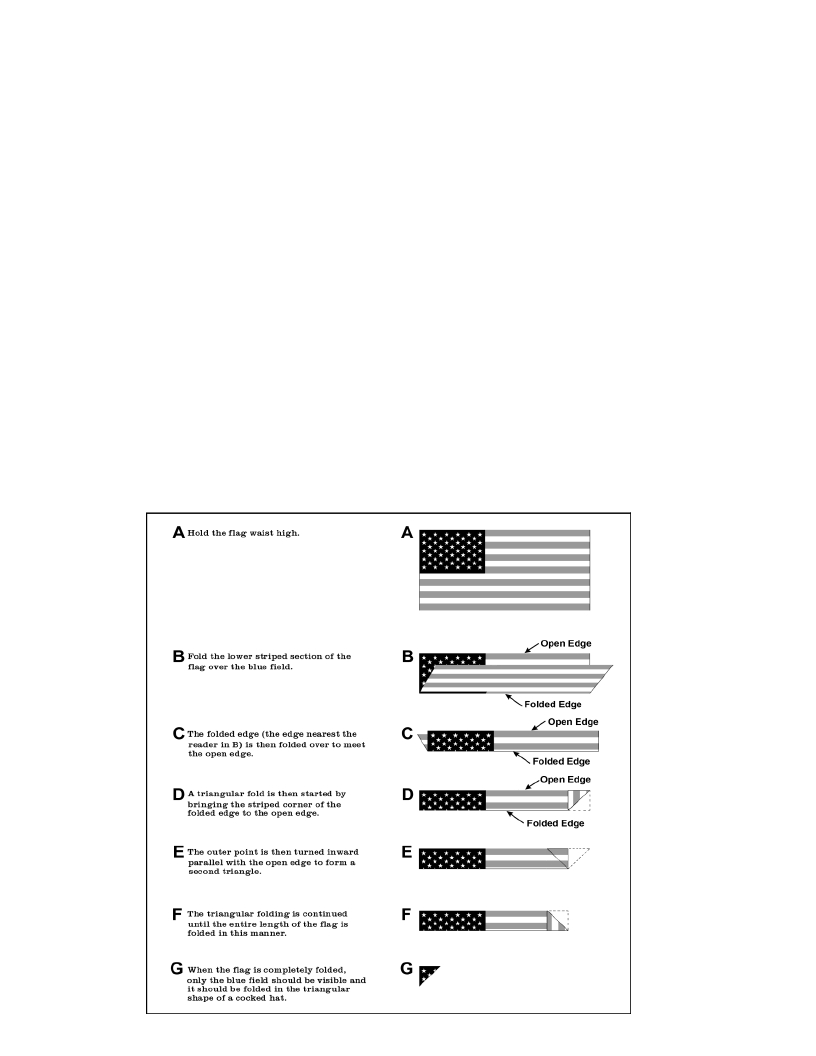 A Hold the flag waist high.
A
B Fold the lower striped section of the
flag over the blue field.
B
Open Edge
Folded Edge
C The folded edge (the edge nearest the
reader in B) is then folded over to meet
the open edge.
C
Open Edge
Folded Edge
D A triangular fold is then started by
bringing the striped corner of the
folded edge to the open edge.
D
Open Edge
Folded Edge
E The outer point is then turned inward
parallel with the open edge to form a
second triangle.
E
F The triangular folding is continued
until the entire length of the flag is
folded in this manner.
F
G When the flag is completely folded,
only the blue field should be visible and
it should be folded in the triangular
shape of a cocked hat.
G